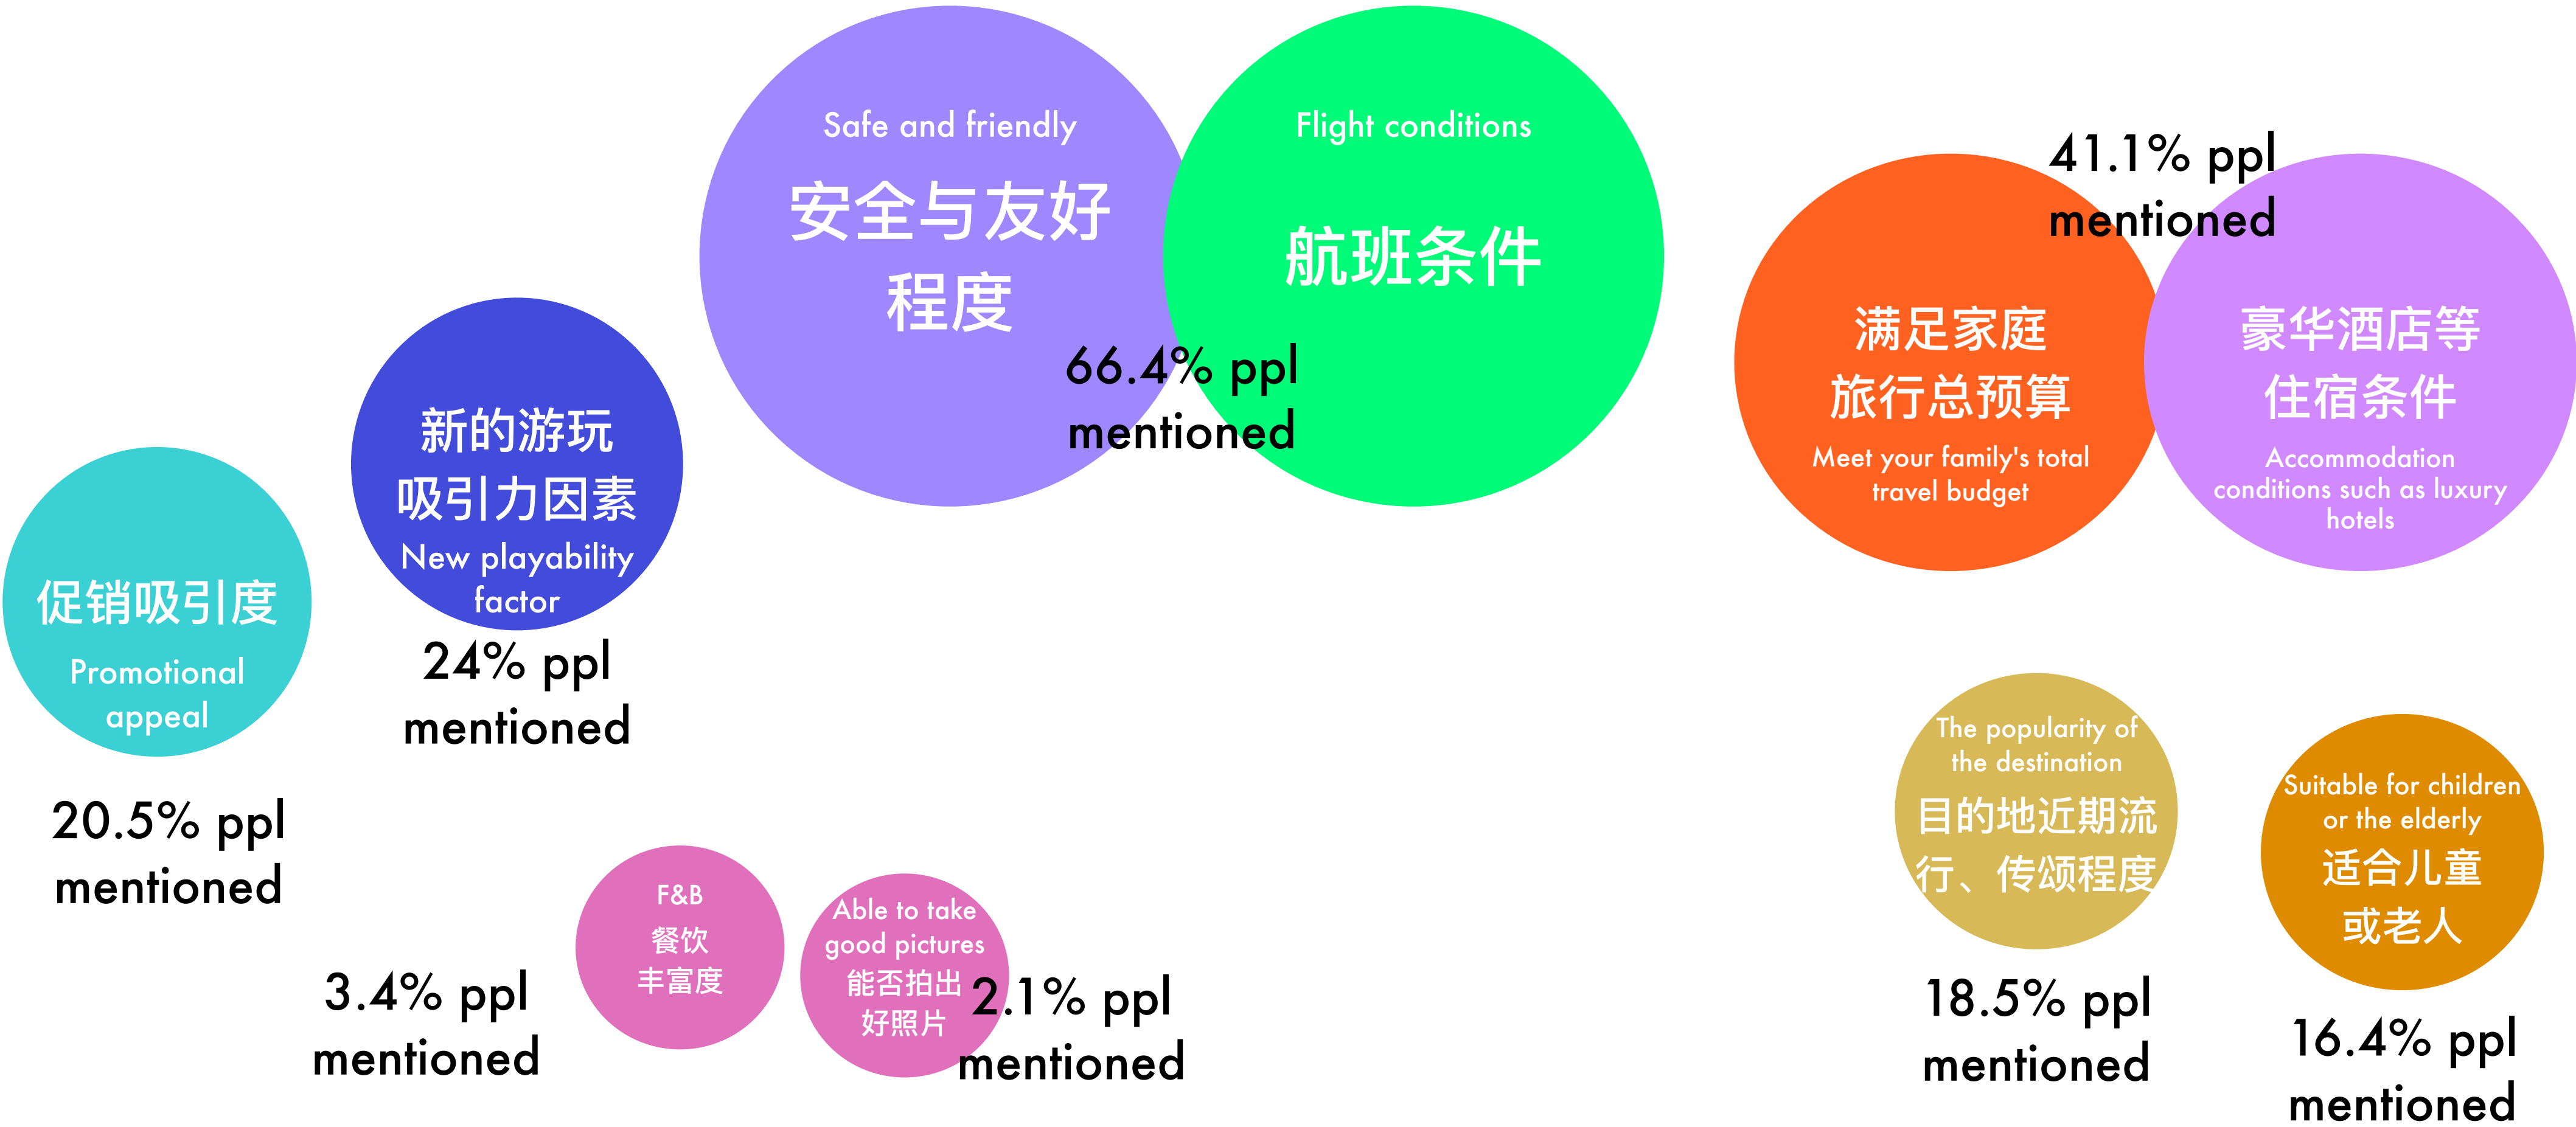 Safe and friendly
安全与友好
程度
Flight conditions
航班条件
66.4% ppl
mentioned
41.1% ppl
mentioned
满足家庭
旅行总预算
Meet your family's total
travel budget
豪华酒店等
住宿条件
Accommodation
conditions such as luxury
hotels
新的游玩
吸引力因素
New playability
factor
24% ppl
mentioned
促销吸引度
Promotional
appeal
20.5% ppl
mentioned
F&B
餐饮
丰富度
3.4% ppl
mentioned
Able to take
good pictures
能否拍出
好照片
2.1% ppl
mentioned
The popularity of
the destination
目的地近期流
行、传颂程度
18.5% ppl
mentioned
Suitable for children
or the elderly
适合儿童
或老人
16.4% ppl
mentioned